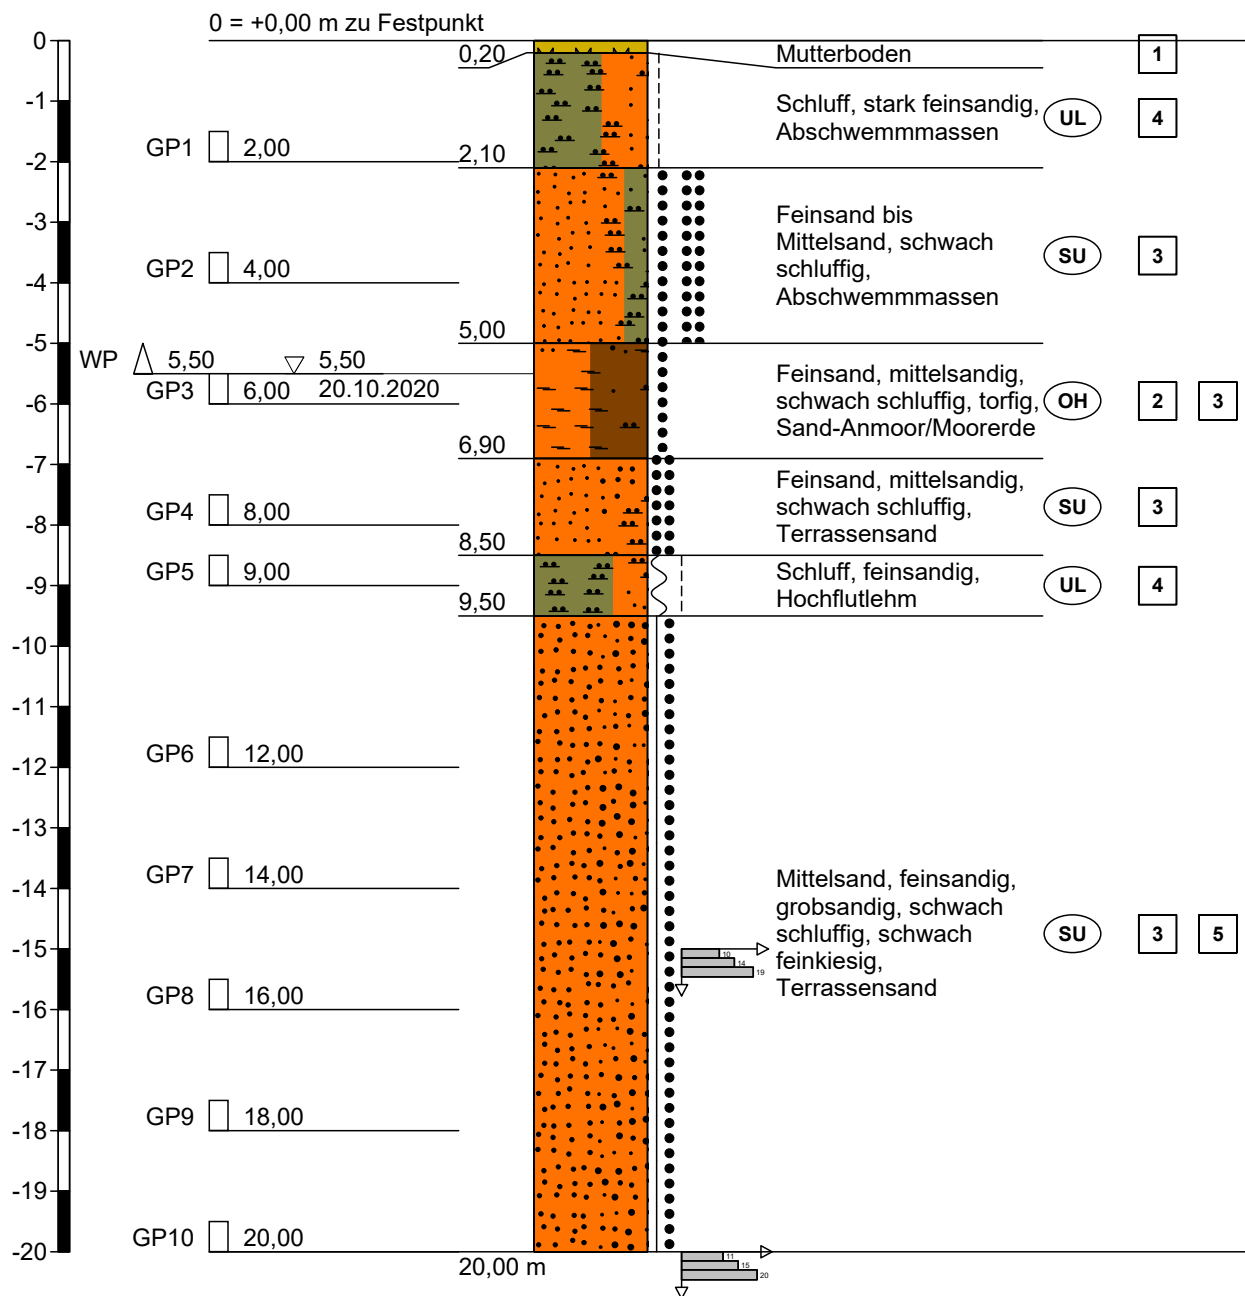 0 = +0,00 m zu Festpunkt
0
0,20
Mutterboden
1
-1
Schluff, stark feinsandig,
Abschwemmmassen
UL
4
GP1
2,00
2,10
-2
-3
Feinsand bis
Mittelsand, schwach
schluffig,
Abschwemmmassen
SU
3
GP2
4,00
-4
5,00
-5
WP
5,50
5,50
20.10.2020
GP3
6,00
-6
Feinsand, mittelsandig,
schwach schluffig, torfig,
Sand-Anmoor/Moorerde
OH
2
3
6,90
-7
Feinsand, mittelsandig,
schwach schluffig,
Terrassensand
SU
3
GP4
8,00
-8
8,50
GP5
9,00
-9
Schluff, feinsandig,
Hochflutlehm
UL
4
9,50
-10
-11
GP6
12,00
-12
-13
GP7
14,00
-14
Mittelsand, feinsandig,
grobsandig, schwach
schluffig, schwach
feinkiesig,
Terrassensand
SU
3
5
-15
10
14
19
GP8
16,00
-16
-17
GP9
18,00
-18
-19
GP10
20,00
-20
20,00 m
11
15
20